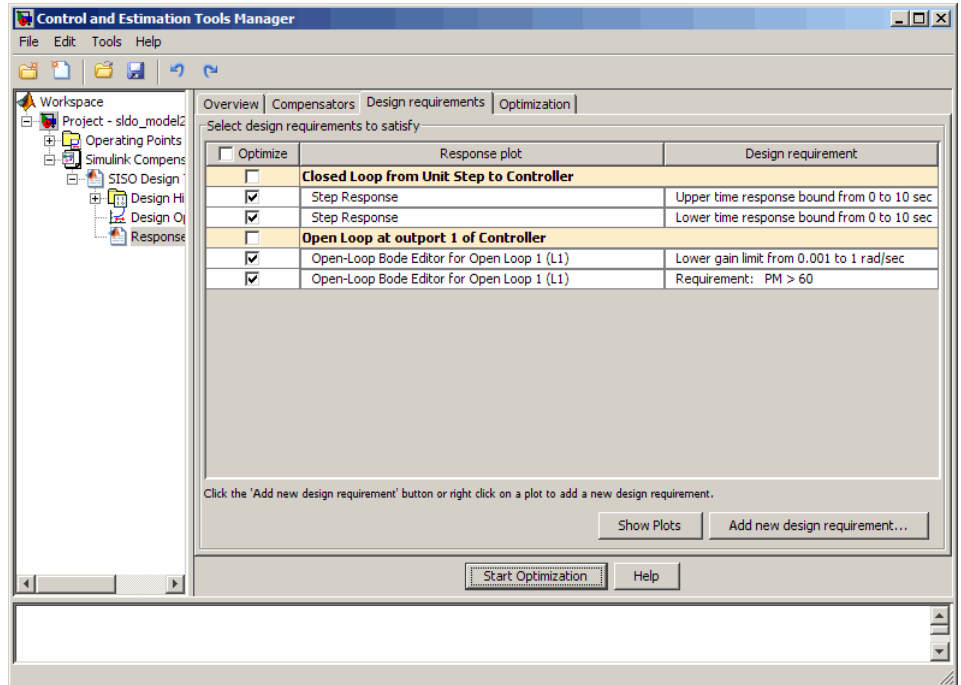 Control and Estimation Tools Manager
File Edit Tools Help
Workspace
Project - sldo_model2
Operating Points
Simulink Compens
SISO Design
Design Hi
Design Op
Response
Overview Compensators Design requirements Optimization
Select design requirements to satisfy
Optimize Response plot Design requirement
Closed Loop from Unit Step to Controller
Step Response Upper time response bound from 0 to 10 sec
Step Response Lower time response bound from 0 to 10 sec
Open Loop at outport 1 of Controller
Open-Loop Bode Editor for Open Loop 1 (L1) Lower gain limit from 0.001 to 1 rad/sec
Open-Loop Bode Editor for Open Loop 1 (L1) Requirement: PM > 60
Click the 'Add new design requirement' button or right click on a plot to add a new design requirement.
Show Plots Add new design requirement...
Start Optimization Help